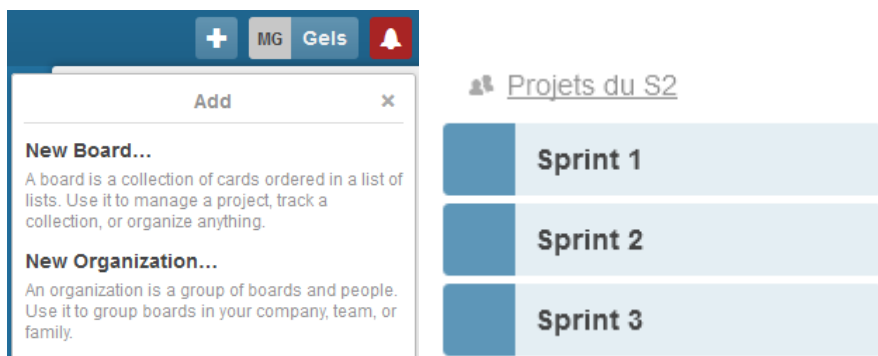 MG Gels
Add ×
New Board...
A board is a collection of cards ordered in a list of
lists. Use it to manage a project, track a
collection, or organize anything.
New Organization...
An organization is a group of boards and people.
Use it to group boards in your company, team, or
family.
Projets du S2
Sprint 1
Sprint 2
Sprint 3